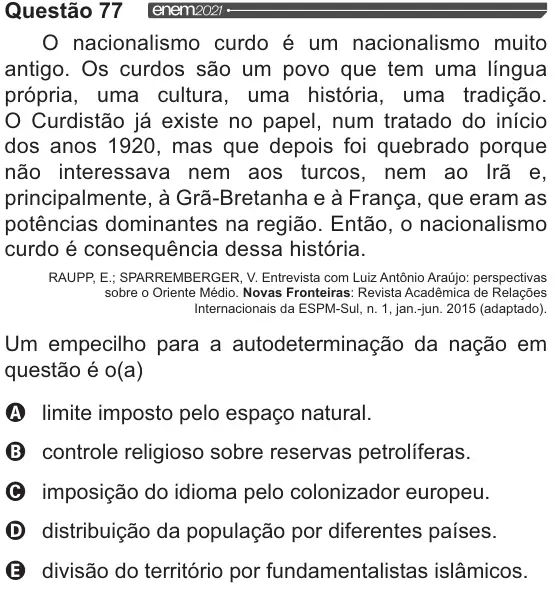 Questão 77 enem2021
O nacionalismo curdo é um nacionalismo muito
antigo. Os curdos são um povo que tem uma língua
própria, uma cultura, uma história, uma tradição.
O Curdistão já existe no papel, num tratado do início
dos anos 1920, mas que depois foi quebrado porque
não interessava nem aos turcos, nem ao Irã e,
principalmente, à Grã-Bretanha e à França, que eram as
potências dominantes na região. Então, o nacionalismo
curdo é consequência dessa história.
RAUPP, E.; SPARREMBERGER, V. Entrevista com Luiz Antônio Araújo: perspectivas
sobre o Oriente Médio. Novas Fronteiras: Revista Acadêmica de Relações
Internacionais da ESPM-Sul, n. 1, jan.-jun. 2015 (adaptado).
Um empecilho para a autodeterminação da nação em
questão é o(a)
A limite imposto pelo espaço natural.
B controle religioso sobre reservas petrolíferas.
C imposição do idioma pelo colonizador europeu.
D distribuição da população por diferentes países.
E divisão do território por fundamentalistas islâmicos.